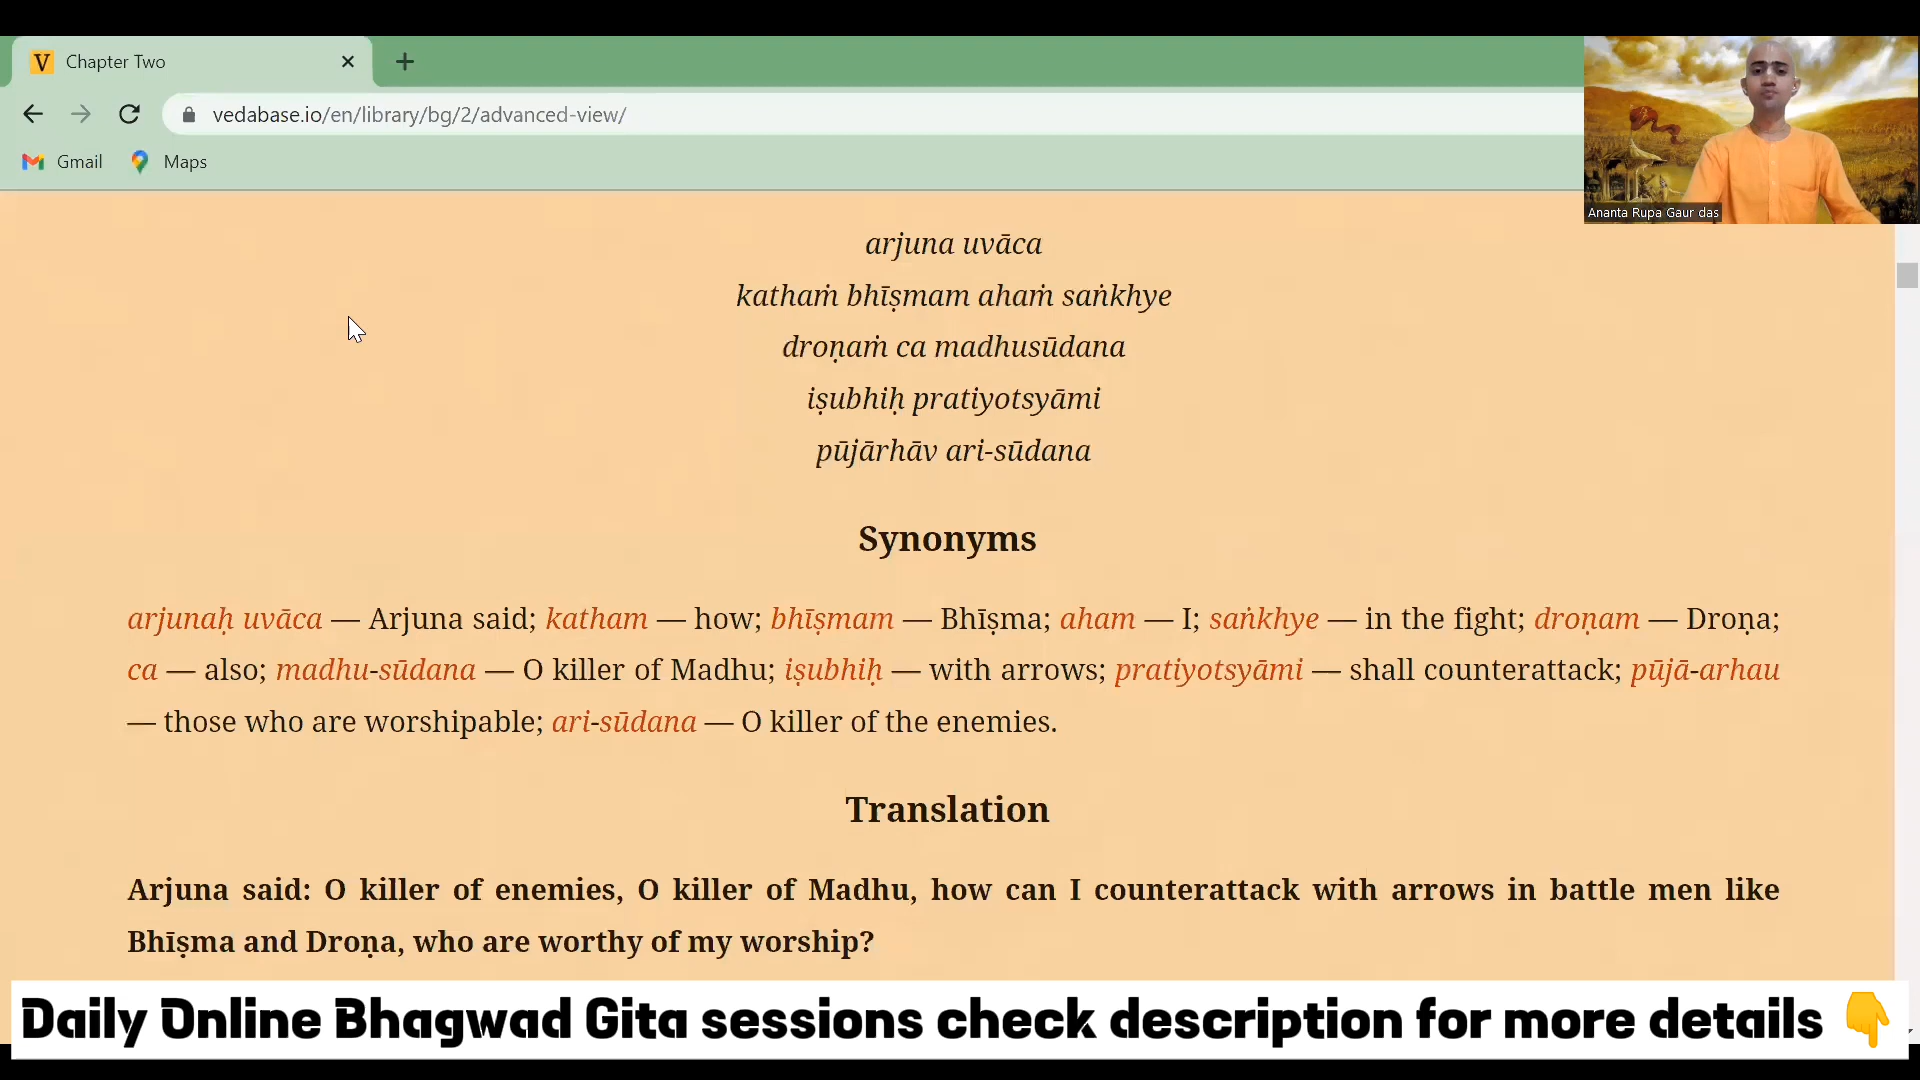 Chapter Two
vedabase.io/en/library/bg/2/advanced-view/
Gmail Maps
Ananta Rupa Gaur das
arjuna uvāca
kathaṁ bhīṣmam ahaṁ saṅkhye
droṇaṁ ca madhusūdana
iṣubhiḥ pratiyotsyāmi
pūjārhāv ari-sūdana
Synonyms
arjunaḥ uvāca — Arjuna said; katham — how; bhīṣmam — Bhīṣma; aham — I; saṅkhye — in the fight; droṇam — Droṇa;
ca — also; madhu-sūdana — O killer of Madhu; iṣubhiḥ — with arrows; pratiyotsyāmi — shall counterattack; pūjā-arhau
— those who are worshipable; ari-sūdana — O killer of the enemies.
Translation
Arjuna said: O killer of enemies, O killer of Madhu, how can I counterattack with arrows in battle men like
Bhīṣma and Droṇa, who are worthy of my worship?
Daily Online Bhagwad Gita sessions check description for more details 👇